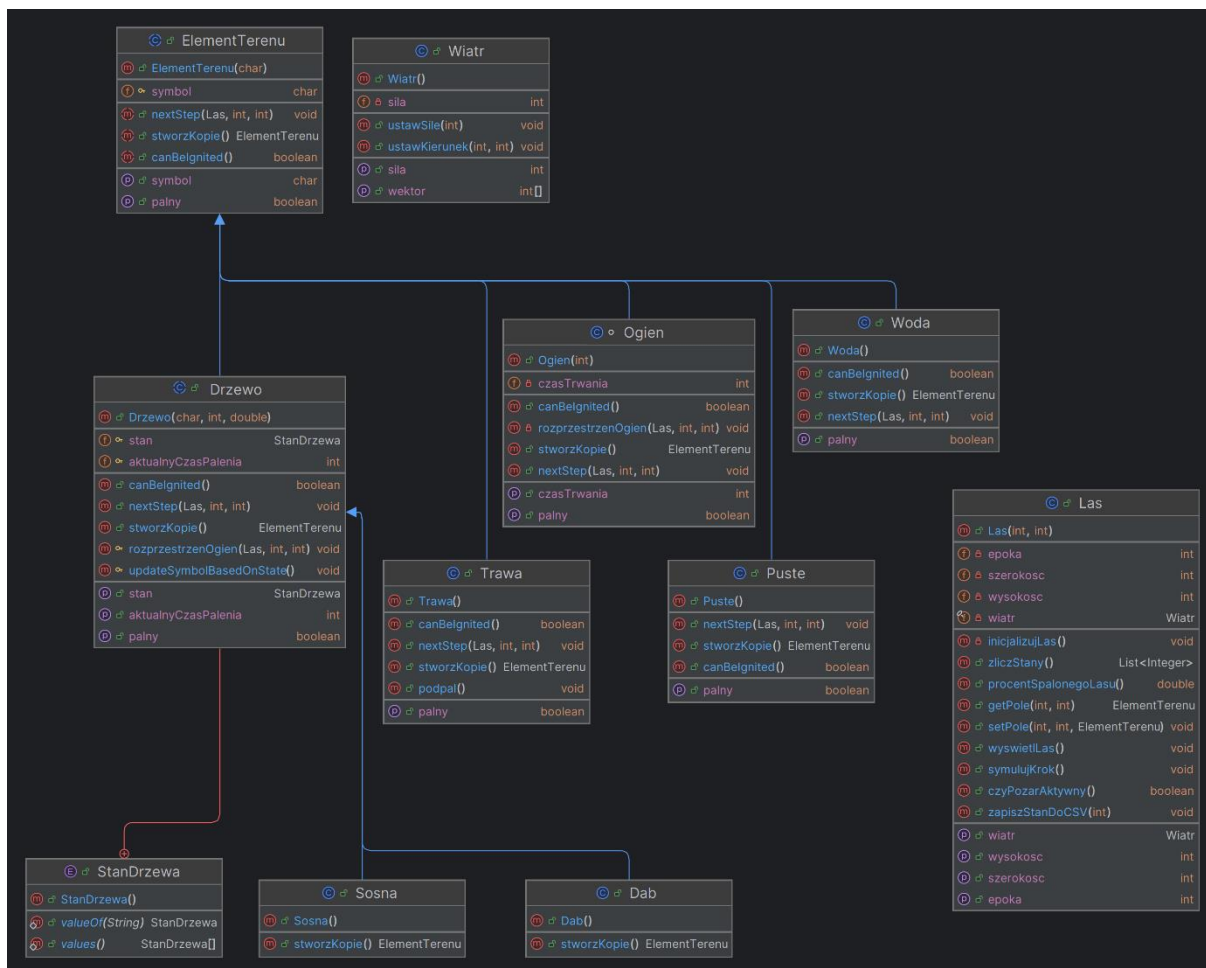 ElementTerenu
ElementTerenu(char)
symbol char
nextStep(Las, int, int) void
stworzKopie() ElementTerenu
canBeIgnited() boolean
symbol char
palny boolean
Wiatr
Wiatr()
sila int
ustawSile(int) void
ustawKierunek(int, int) void
sila int
wektor int[]
Ogien
Ogien(int)
czasTrwania int
canBeIgnited() boolean
rozprzestrzenOgien(Las, int, int) void
stworzKopie() ElementTerenu
nextStep(Las, int, int) void
czasTrwania int
palny boolean
Woda
Woda()
canBeIgnited() boolean
stworzKopie() ElementTerenu
nextStep(Las, int, int) void
palny boolean
Drzewo
Drzewo(char, int, double)
stan StanDrzewa
aktualnyCzasPalenia int
canBeIgnited() boolean
nextStep(Las, int, int) void
stworzKopie() ElementTerenu
rozprzestrzenOgien(Las, int, int) void
updateSymbolBasedOnState() void
stan StanDrzewa
aktualnyCzasPalenia int
palny boolean
Trawa
Trawa()
canBeIgnited() boolean
nextStep(Las, int, int) void
stworzKopie() ElementTerenu
podpal() void
palny boolean
Puste
Puste()
nextStep(Las, int, int) void
stworzKopie() ElementTerenu
canBeIgnited() boolean
palny boolean
Las
Las(int, int)
epoka int
szerokosc int
wysokosc int
wiatr Wiatr
inicjalizujLas() void
zliczStany() List<Integer>
procentSpalonegoLasu() double
getPole(int, int) ElementTerenu
setPole(int, int, ElementTerenu) void
wyswietlLas() void
symulujKrok() void
czyPozarAktywny() boolean
zapiszStanDoCSV(int) void
wiatr Wiatr
wysokosc int
szerokosc int
epoka int
StanDrzewa
StanDrzewa()
valueOf(String) StanDrzewa
values() StanDrzewa[]
Sosna
Sosna()
stworzKopie() ElementTerenu
Dab
Dab()
stworzKopie() ElementTerenu